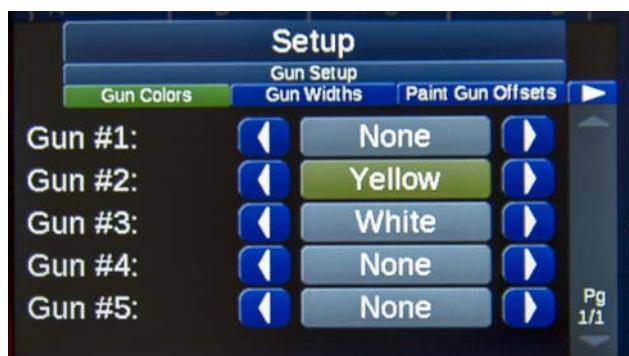 Setup
Gun Setup
Gun Colors Gun Widths Paint Gun Offsets
Gun #1: None
Gun #2: Yellow
Gun #3: White
Gun #4: None
Gun #5: None
Pg
1/1